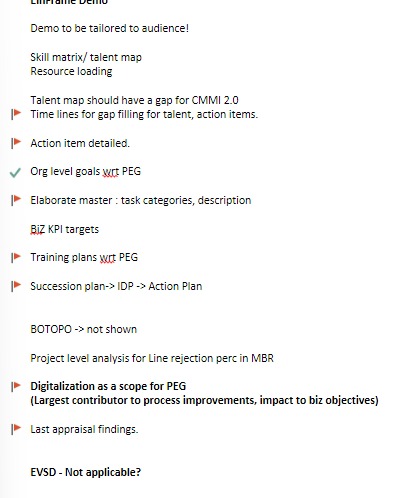 LinFrame Demo
Demo to be tailored to audience!
Skill matrix/ talent map
Resource loading
Talent map should have a gap for CMMI 2.0
Time lines for gap filling for talent, action items.
Action item detailed.
Org level goals wrt PEG
Elaborate master : task categories, description
BiZ KPI targets
Training plans wrt PEG
Succession plan-> IDP -> Action Plan
BOTOPO -> not shown
Project level analysis for Line rejection perc in MBR
Digitalization as a scope for PEG
(Largest contributor to process improvements, impact to biz objectives)
Last appraisal findings.
EVSD - Not applicable?